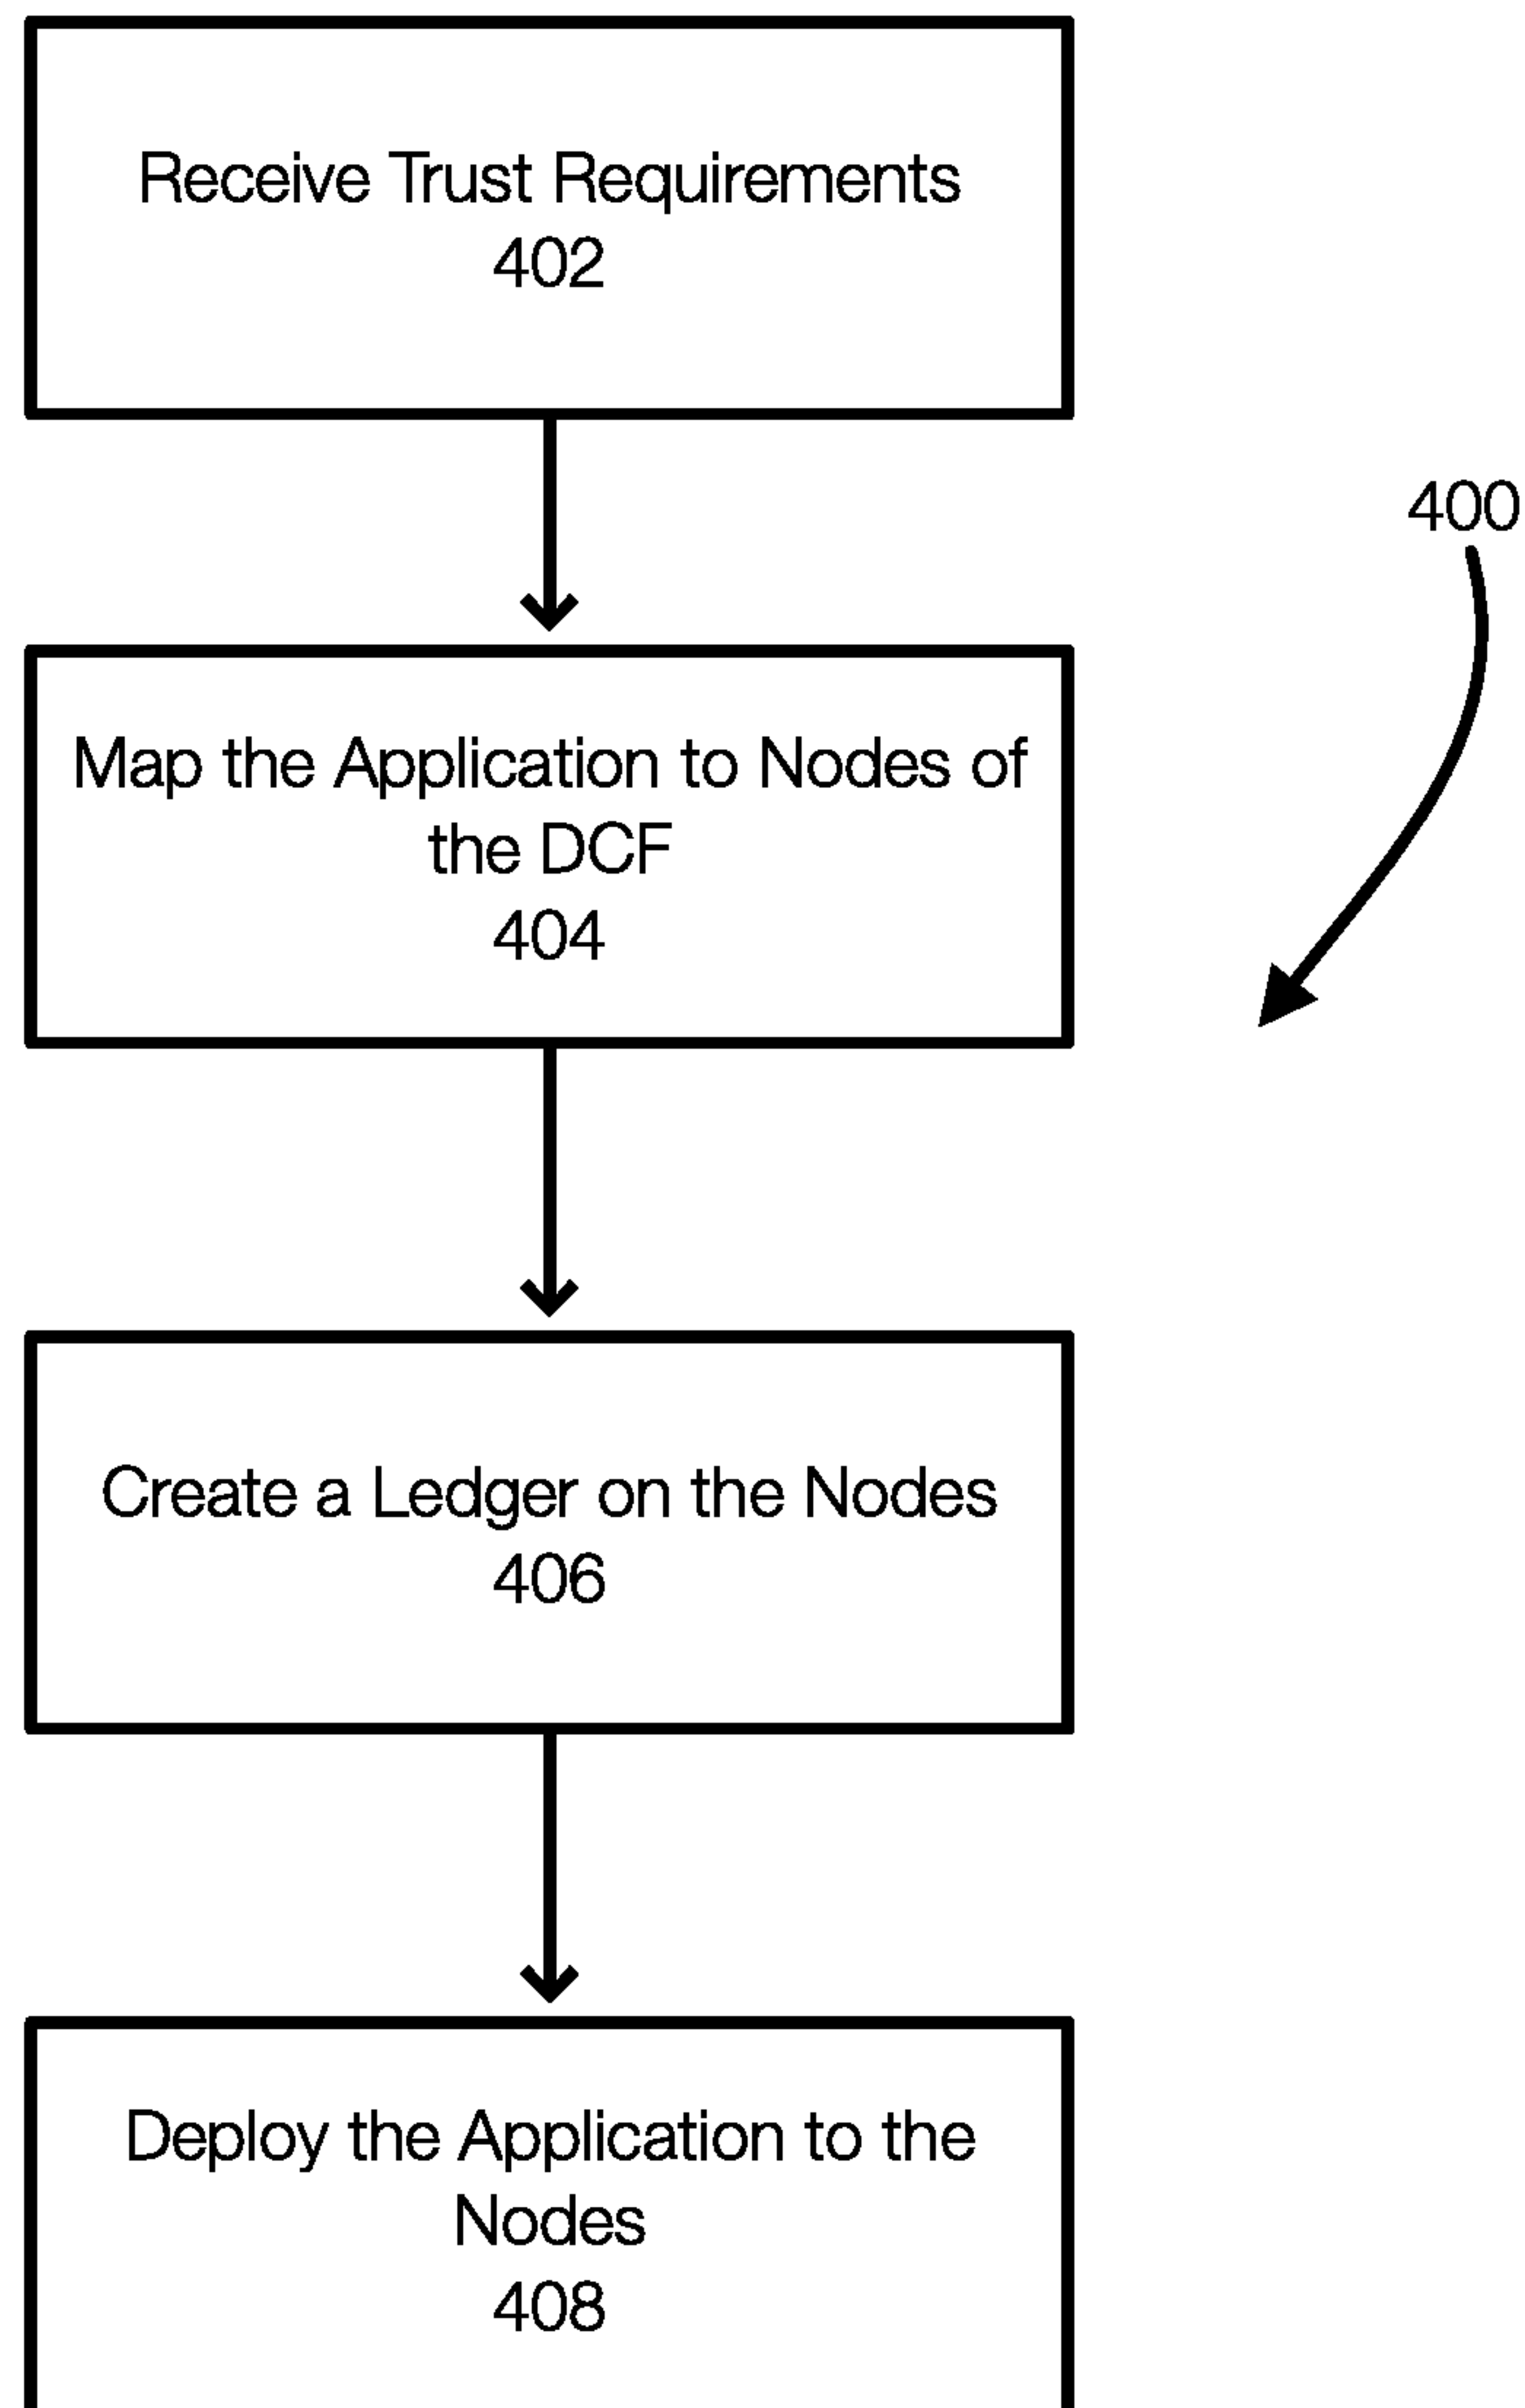 Receive Trust Requirements
402
400
Map the Application to Nodes of
the DCF
404
Create a Ledger on the Nodes
406
Deploy the Application to the
Nodes
408